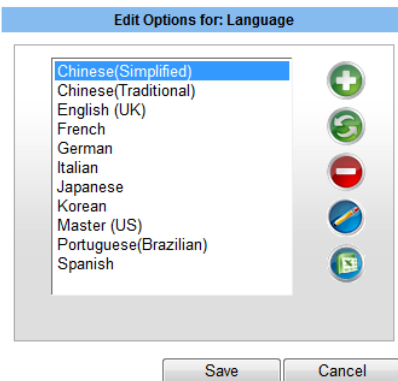 Edit Options for: Language
Chinese(Simplified)
Chinese(Traditional)
English (UK)
French
German
Italian
Japanese
Korean
Master (US)
Portuguese(Brazilian)
Spanish
Save
Cancel